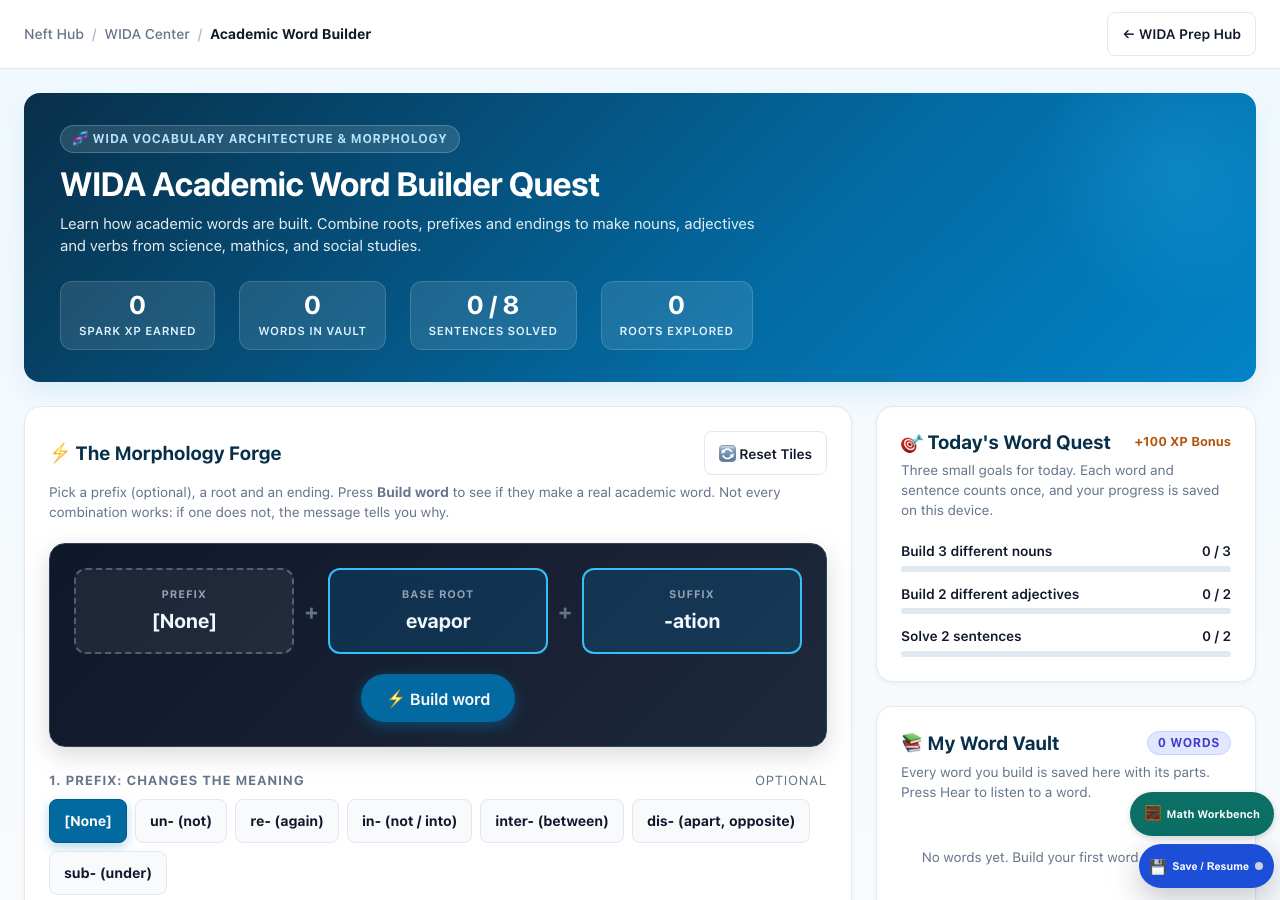 Neft Hub / WIDA Center / Academic Word Builder
← WIDA Prep Hub
WIDA VOCABULARY ARCHITECTURE & MORPHOLOGY
WIDA Academic Word Builder Quest
Learn how academic words are built. Combine roots, prefixes and endings to make nouns, adjectives
and verbs from science, mathics, and social studies.
0
SPARK XP EARNED
0
WORDS IN VAULT
0 / 8
SENTENCES SOLVED
0
ROOTS EXPLORED
⚡ The Morphology Forge
🔄 Reset Tiles
Pick a prefix (optional), a root and an ending. Press Build word to see if they make a real academic word. Not every
combination works: if one does not, the message tells you why.
PREFIX
[None]
+
BASE ROOT
evapor
+
SUFFIX
-ation
⚡ Build word
1. PREFIX: CHANGES THE MEANING
OPTIONAL
[None]
un- (not)
re- (again)
in- (not / into)
inter- (between)
dis- (apart, opposite)
sub- (under)
🎯 Today's Word Quest
+100 XP Bonus
Three small goals for today. Each word and
sentence counts once, and your progress is saved
on this device.
Build 3 different nouns 0 / 3
Build 2 different adjectives 0 / 2
Solve 2 sentences 0 / 2
📚 My Word Vault
0 WORDS
Every word you build is saved here with its parts.
Press Hear to listen to a word.
No words yet. Build your first word
Math Workbench
💾 Save / Resume